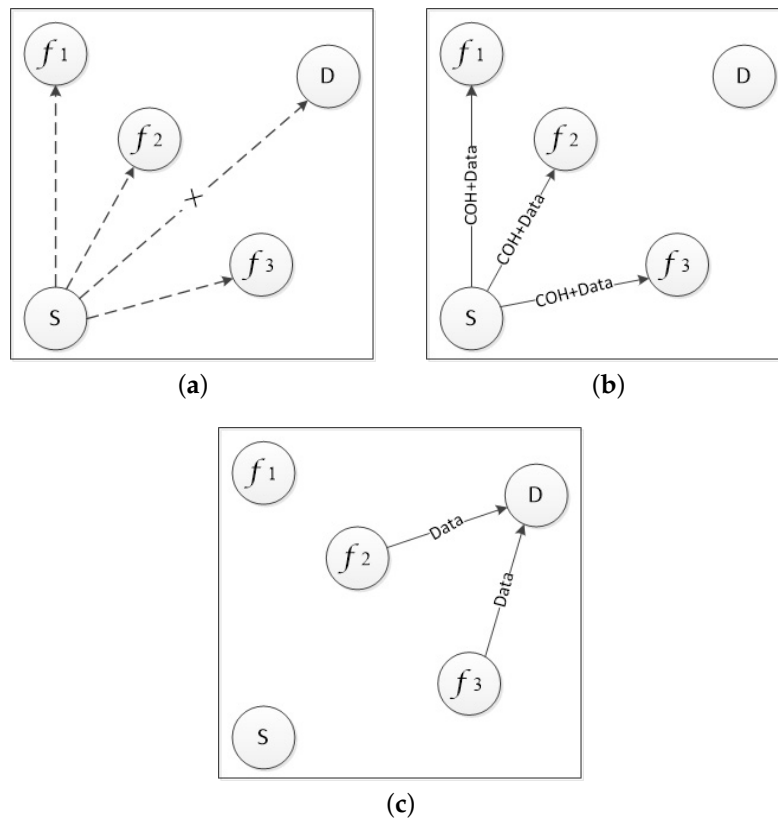 f1
D
f2
X
f3
S
(a)
f1
D
f2
COH+Data
COH+Data
f3
COH+Data
S
(b)
f1
D
Data
f2
Data
f3
S
(c)